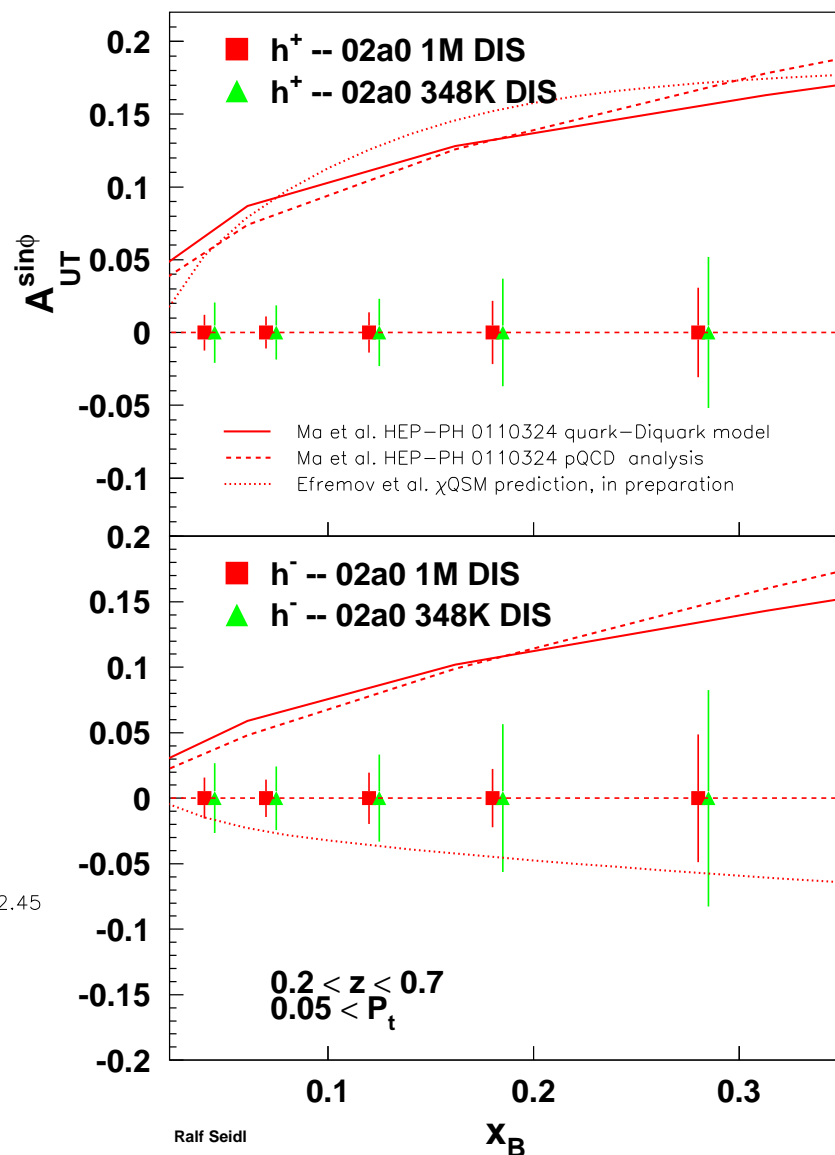 h+ -- 02a0 1M DIS
h+ -- 02a0 348K DIS
A UT sinϕ
0.2
0.15
0.1
0.05
0
-0.05
-0.1
Ma et al. HEP-PH 0110324 quark-Diquark model
Ma et al. HEP-PH 0110324 pQCD analysis
Efremov et al. χQSM prediction, in preparation
h- -- 02a0 1M DIS
h- -- 02a0 348K DIS
0.2
0.15
0.1
0.05
0
-0.05
-0.1
-0.15
-0.2
2.45
0.2 < z < 0.7
0.05 < Pt
0.1 0.2 0.3
xB
Ralf Seidl